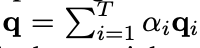 q = ∑_{i=1}^{T} α_i q_i